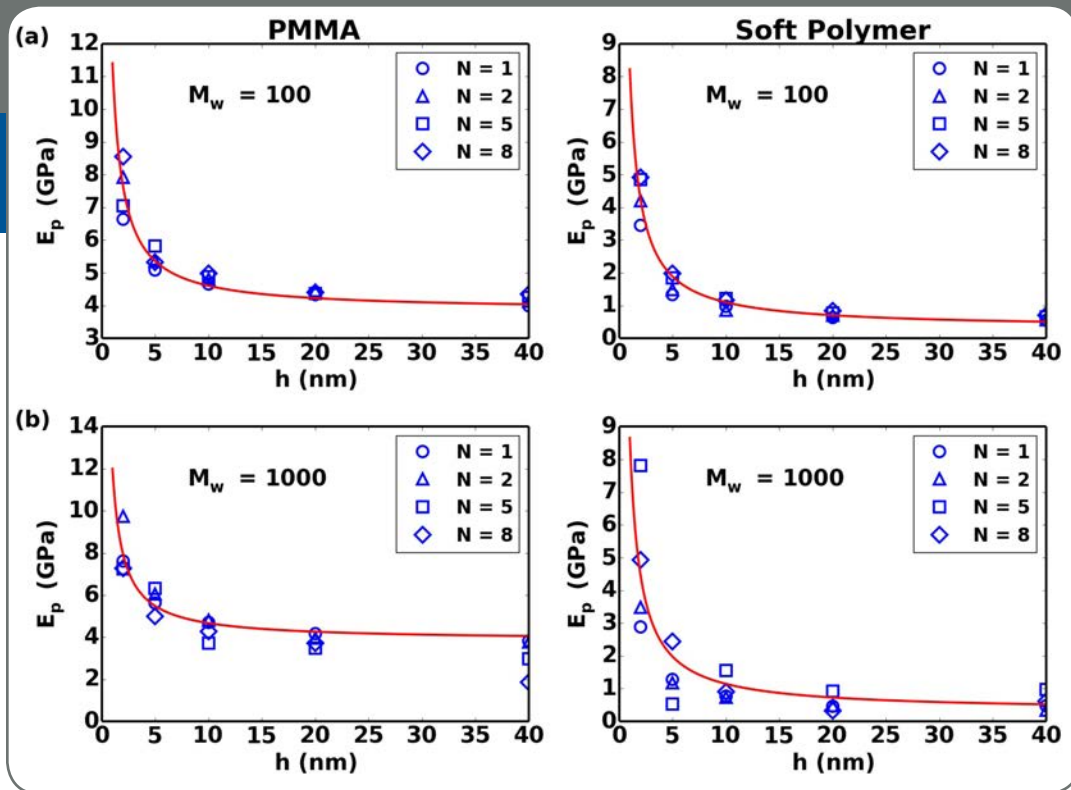 PMMA
Soft Polymer
(a)
12
11
10
9
8
7
6
5
4
3
E_p (GPa)
M_w = 100
N = 1
N = 2
N = 5
N = 8
0 5 10 15 20 25 30 35 40
h (nm)
9
8
7
6
5
4
3
2
1
0
E_p (GPa)
M_w = 100
N = 1
N = 2
N = 5
N = 8
0 5 10 15 20 25 30 35 40
h (nm)
(b)
14
12
10
8
6
4
2
0
E_p (GPa)
M_w = 1000
N = 1
N = 2
N = 5
N = 8
0 5 10 15 20 25 30 35 40
h (nm)
9
8
7
6
5
4
3
2
1
0
E_p (GPa)
M_w = 1000
N = 1
N = 2
N = 5
N = 8
0 5 10 15 20 25 30 35 40
h (nm)